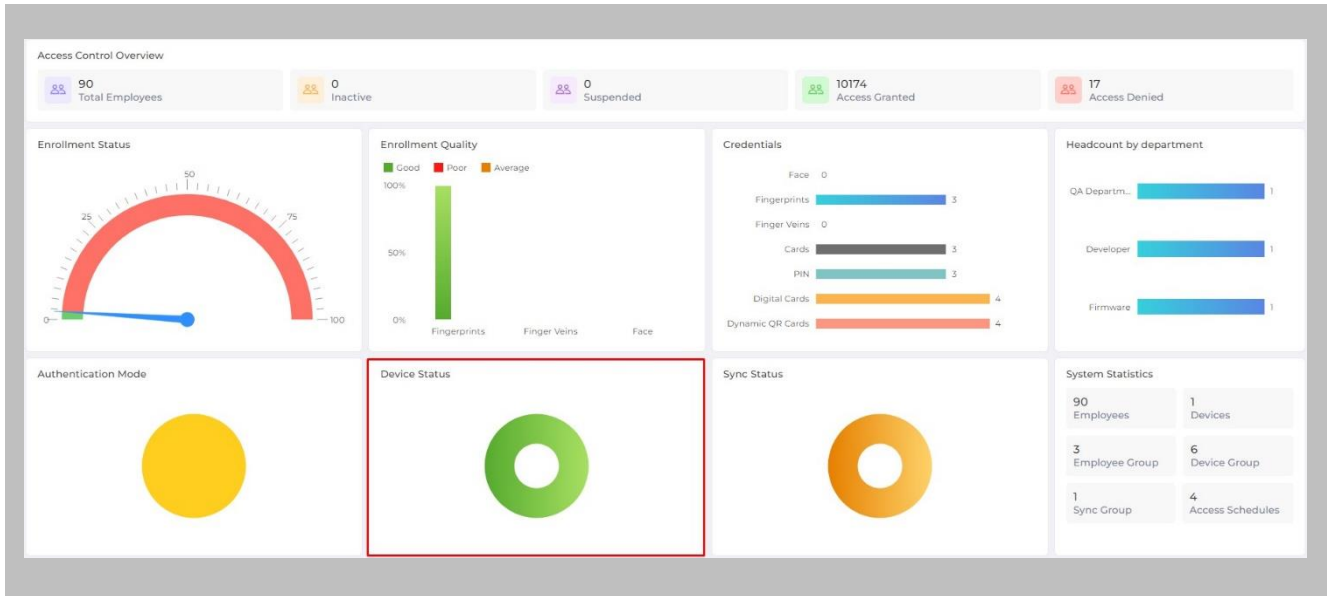 Access Control Overview
90
Total Employees
0
Inactive
0
Suspended
10174
Access Granted
17
Access Denied
Enrollment Status
0
25
50
75
100
Enrollment Quality
Good Poor Average
100%
50%
0%
Fingerprints Finger Veins Face
Credentials
Face 0
Fingerprints 3
Finger Veins 0
Cards 3
PIN 3
Digital Cards 4
Dynamic QR Cards 4
Headcount by department
QA Departm... 1
Developer 1
Firmware 1
Authentication Mode
Device Status
Sync Status
System Statistics
90
Employees
1
Devices
3
Employee Group
6
Device Group
1
Sync Group
4
Access Schedules